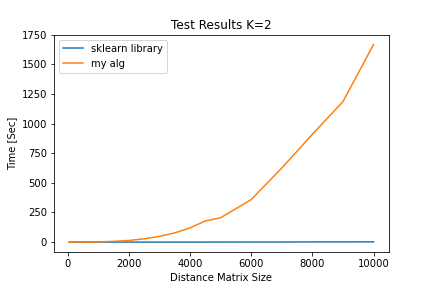 Test Results K=2
sklearn library
my alg
Time [Sec]
1750
1500
1250
1000
750
500
250
0
0 2000 4000 6000 8000 10000
Distance Matrix Size